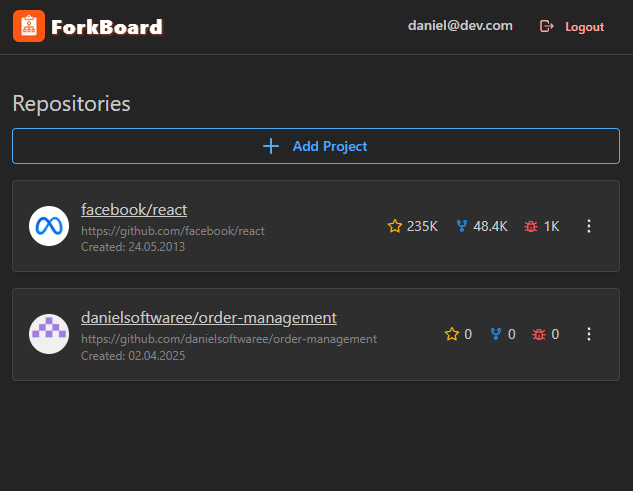 ForkBoard
daniel@dev.com
Logout
Repositories
Add Project
facebook/react
https://github.com/facebook/react
Created: 24.05.2013
235K 48.4K 1K
danielsoftwaree/order-management
https://github.com/danielsoftwaree/order-management
Created: 02.04.2025
0 0 0